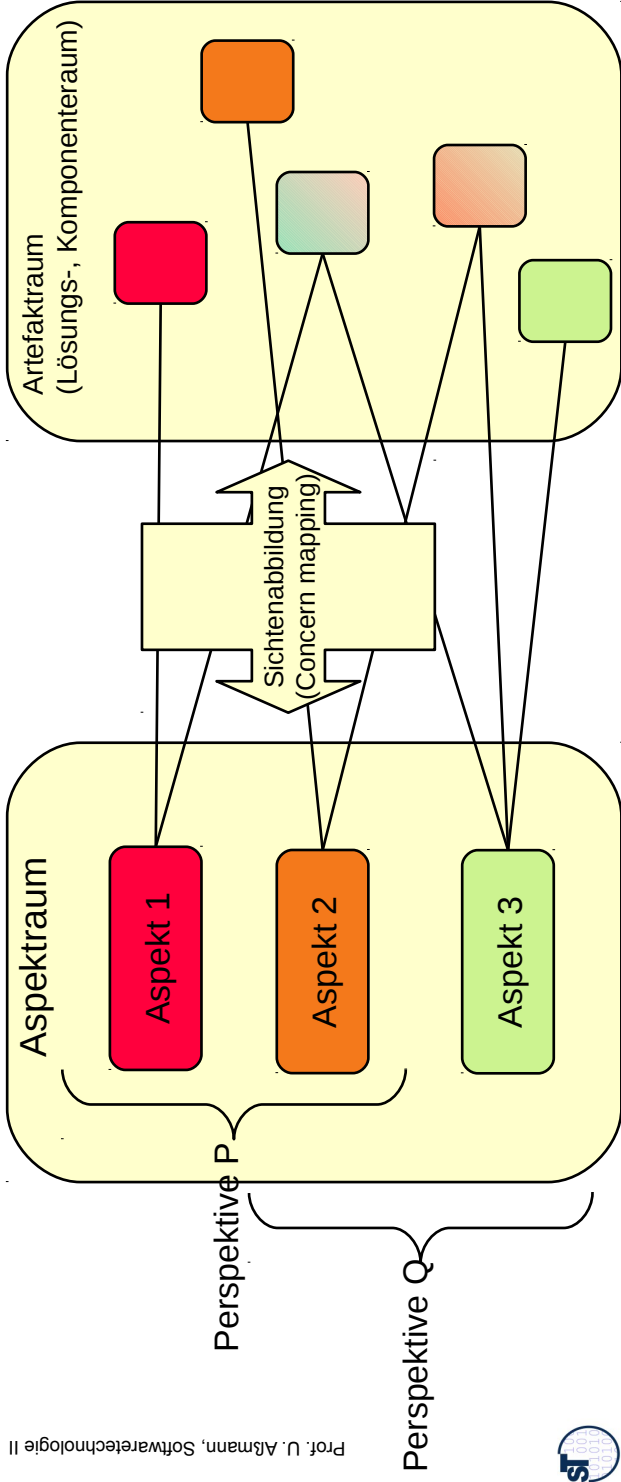 Aspektraum
Artefaktraum
(Lösungs-, Komponenteraum)
Perspektive P
Perspektive Q
Aspekt 1
Aspekt 2
Aspekt 3
Sichtenabbildung
(Concern mapping)
Prof. U. Aßmann, Softwaretechnologie II
ST